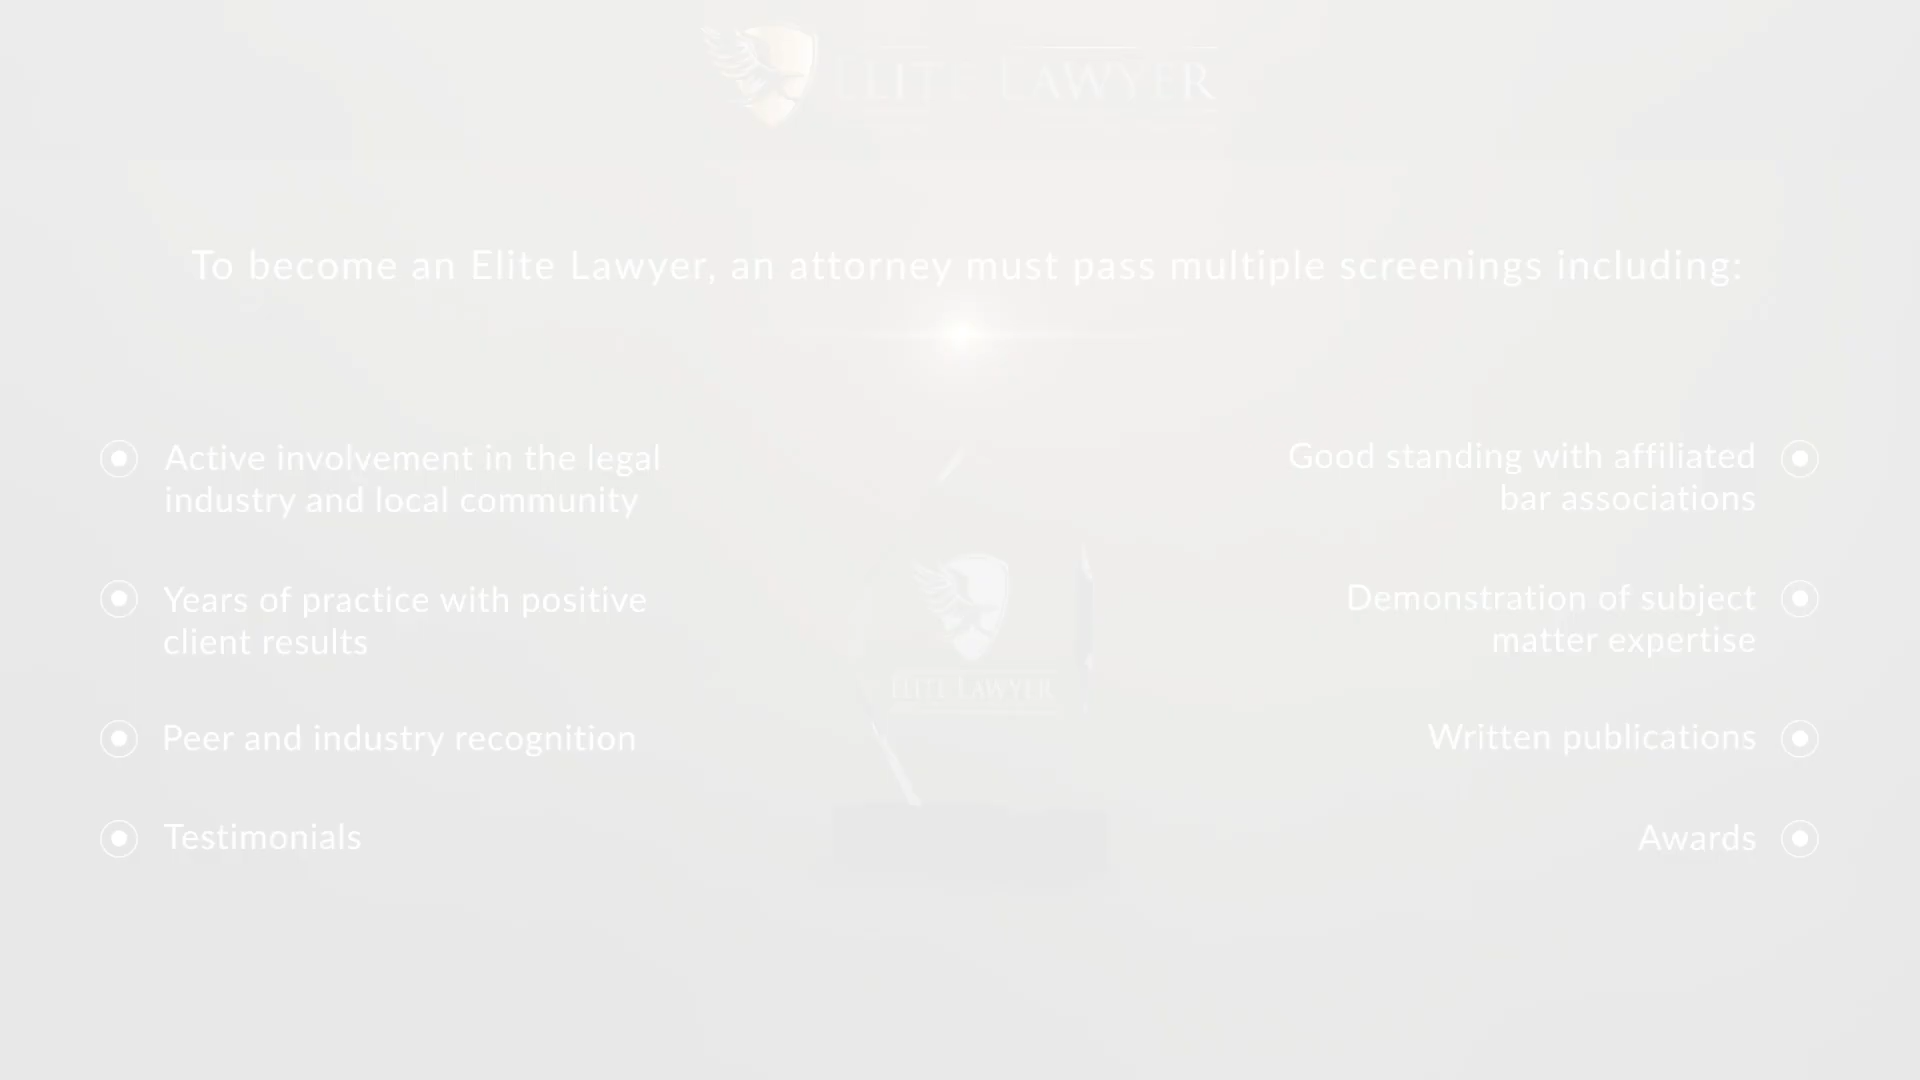 ELITE LAWYER
To become an Elite Lawyer, an attorney must pass multiple screenings including:
Active involvement in the legal
industry and local community
Years of practice with positive
client results
Peer and industry recognition
Testimonials
Good standing with affiliated
bar associations
Demonstration of subject
matter expertise
Written publications
Awards
ELITE LAWYER